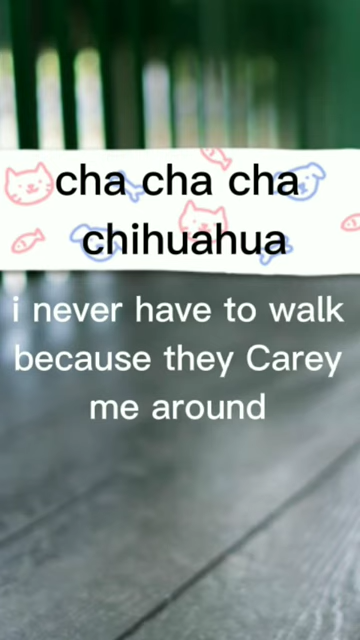 cha cha cha
chihuahua
i never have to walk
because they Carey
me around